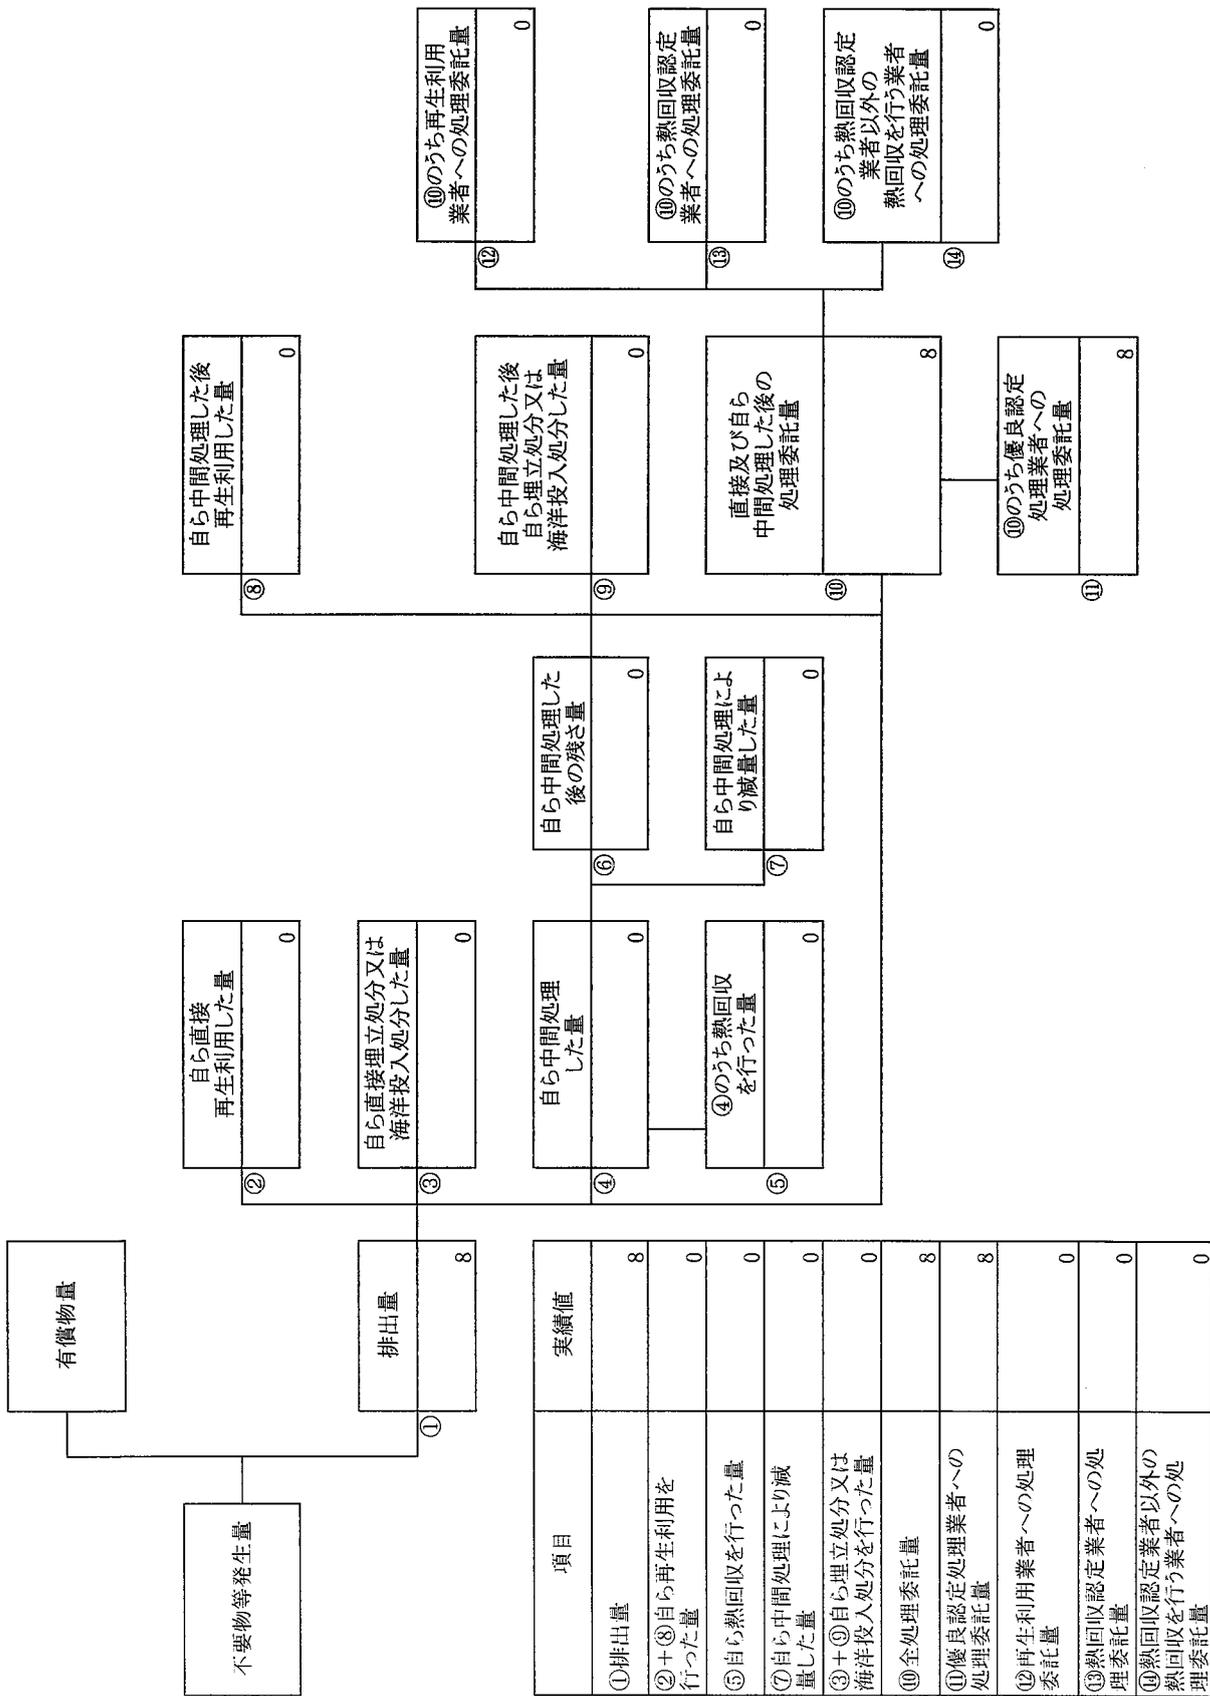 有償物量
不要物等発生量
①
排出量
8
②
自ら直接
再生利用した量
0
③
自ら直接埋立処分又は
海洋投入処分した量
0
④
自ら中間処理
した量
0
⑤
④のうち熱回収
を行った量
0
⑥
自ら中間処理した
後の残さ量
0
⑦
自ら中間処理によ
り減量した量
0
⑧
自ら中間処理した後
再生利用した量
0
⑨
自ら中間処理した後
自ら埋立処分又は
海洋投入処分した量
0
⑩
直接及び自ら
中間処理した後の
処理委託量
8
⑪
⑩のうち優良認定
処理業者への
処理委託量
8
⑫
⑩のうち再生利用
業者への処理委託量
0
⑬
⑩のうち熱回収認定
業者への処理委託量
0
⑭
⑩のうち熱回収認定
業者以外の
熱回収を行う業者
への処理委託量
0
項目 実績値
①排出量 8
②+⑧自ら再生利用を
行った量 0
⑤自ら熱回収を行った量 0
⑦自ら中間処理により減
量した量 0
③+⑨自ら埋立処分又は
海洋投入処分を行った量 0
⑩全処理委託量 8
⑪優良認定処理業者への
処理委託量 8
⑫再生利用業者への処理
委託量 0
⑬熱回収認定業者への処
理委託量 0
⑭熱回収認定業者以外の
熱回収を行う業者への処
理委託量 0